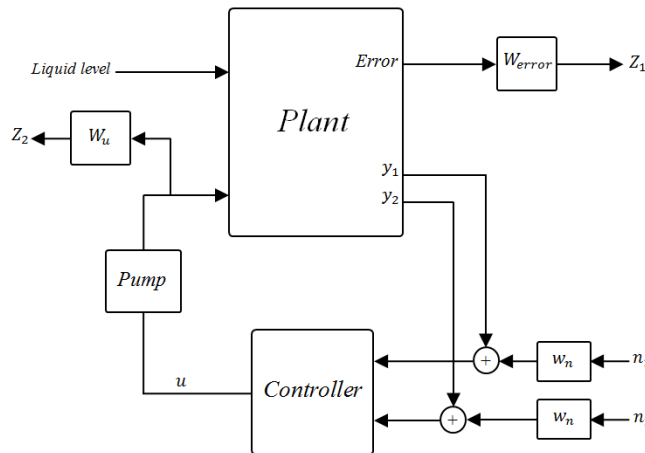 Liquid level
Error
W_error
Z_1
Plant
Z_2
W_u
y_1
y_2
Pump
u
Controller
+
w_n
n
+
w_n
n